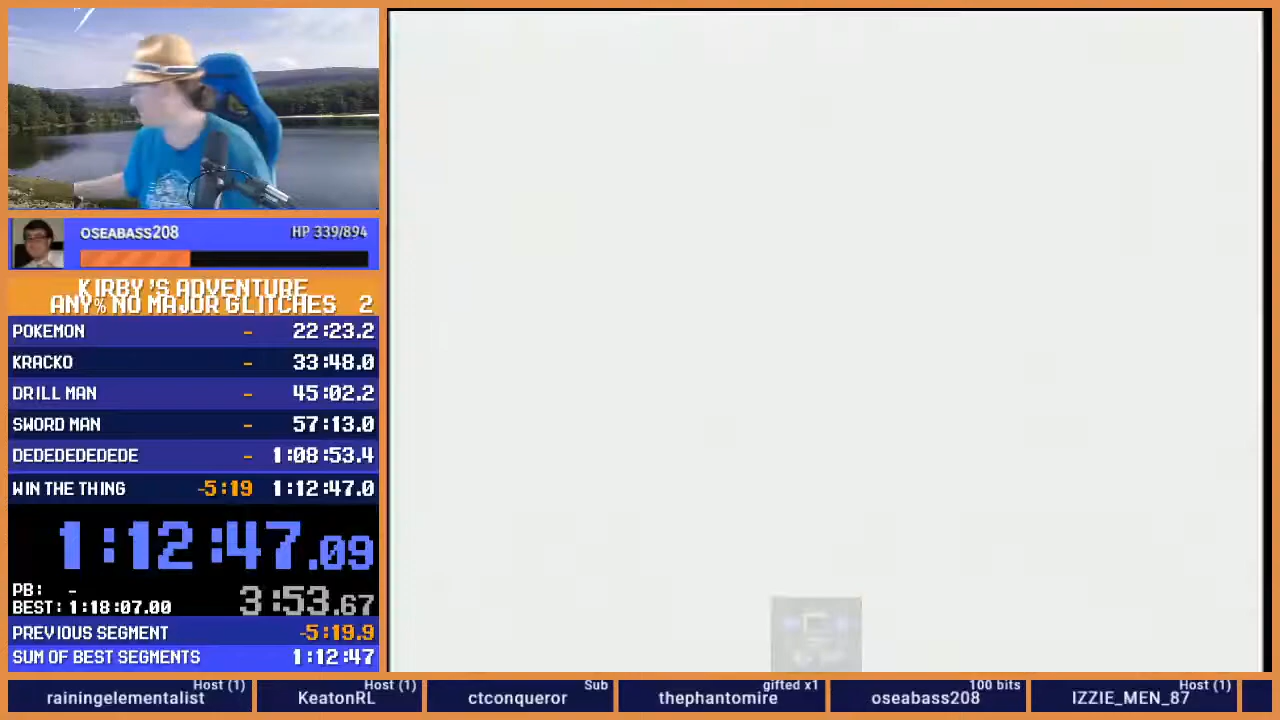 OSEABASS208 HP 339/894
KIRBY'S ADVENTURE
ANY% NO MAJOR GLITCHES 2
POKEMON - 22:23.2
KRACKO - 33:48.0
DRILL MAN - 45:02.2
SWORD MAN - 57:13.0
DEDEDEDEDEDE - 1:08:53.4
WIN THE THING -5:19 1:12:47.0
1:12:47.09
PB: -
BEST: 1:18:07.00 3:53.67
PREVIOUS SEGMENT -5:19.9
SUM OF BEST SEGMENTS 1:12:47
Host (1) Host (1) Sub gifted x1 100 bits Host (1)
rainingelementalist KeatonRL ctconqueror thephantomire oseabass208 IZZIE_MEN_87